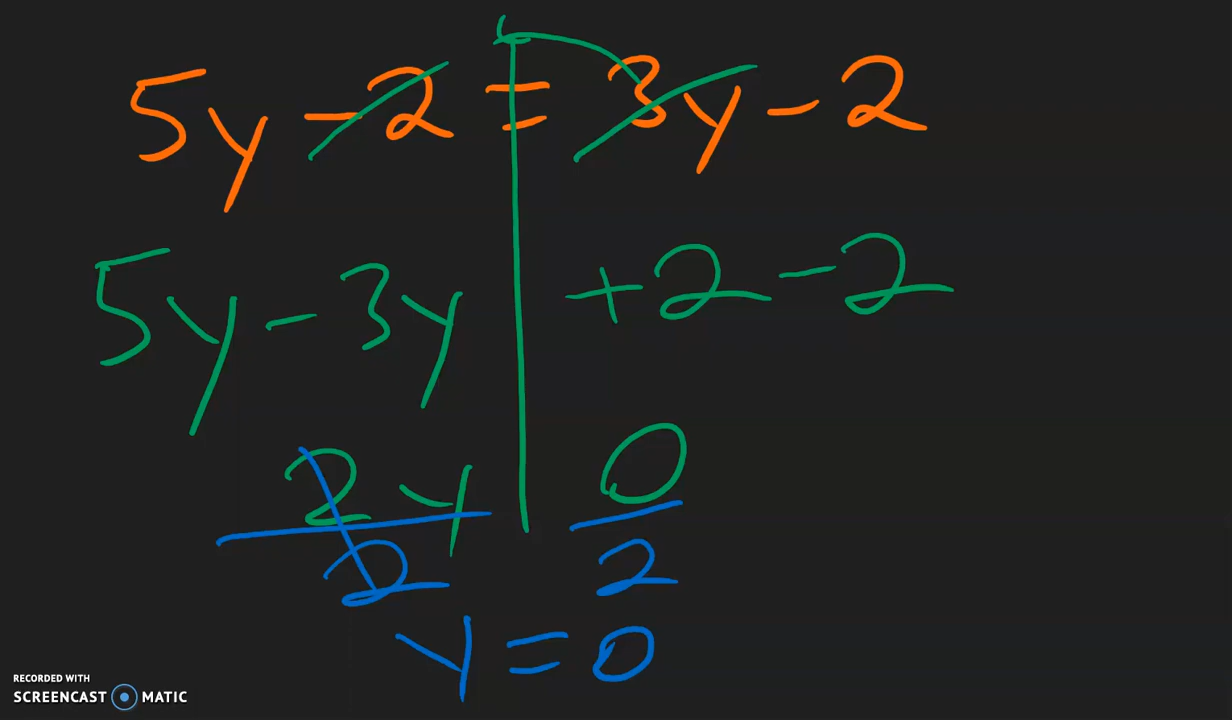 5y - 2 = 3y - 2
5y - 3y +2 - 2
2y 0
2 2
y = 0
RECORDED WITH
SCREENCAST MATIC